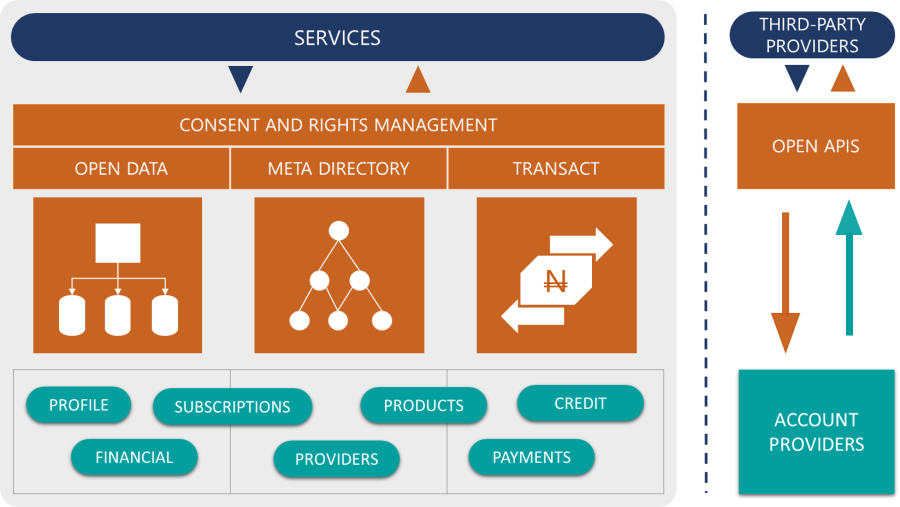 SERVICES
CONSENT AND RIGHTS MANAGEMENT
OPEN DATA
META DIRECTORY
TRANSACT
₦
PROFILE
SUBSCRIPTIONS
PRODUCTS
CREDIT
FINANCIAL
PROVIDERS
PAYMENTS
THIRD-PARTY
PROVIDERS
OPEN APIS
ACCOUNT
PROVIDERS